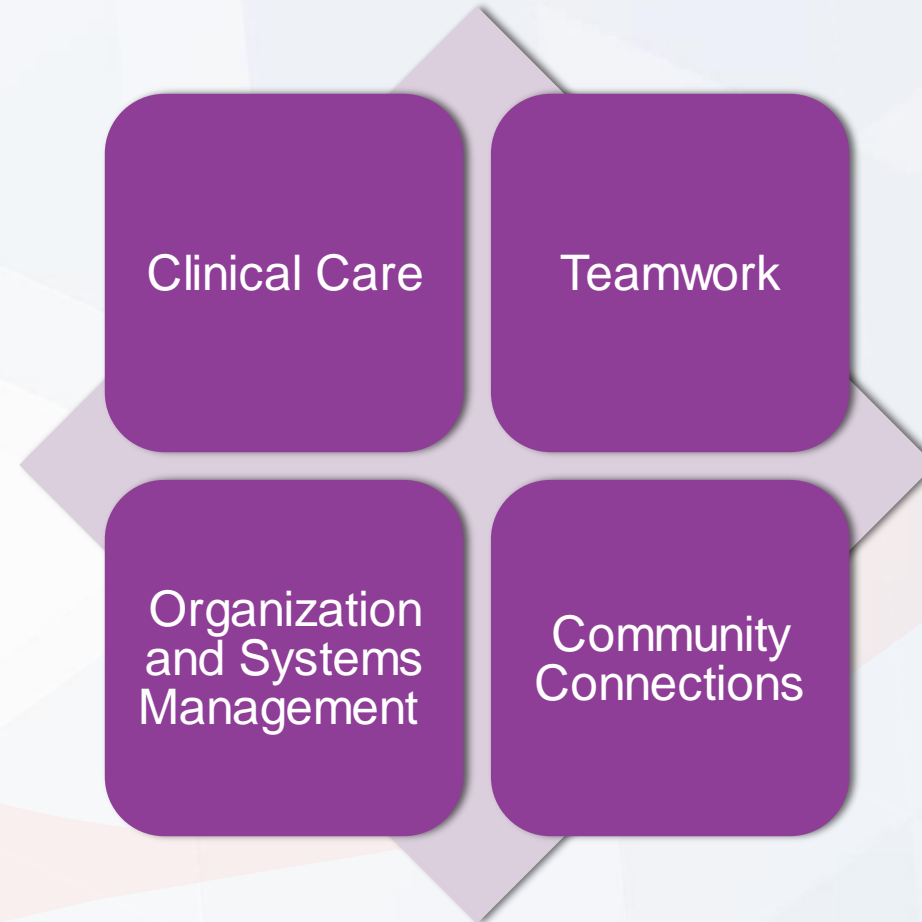 Clinical Care
Teamwork
Organization
and Systems
Management
Community
Connections